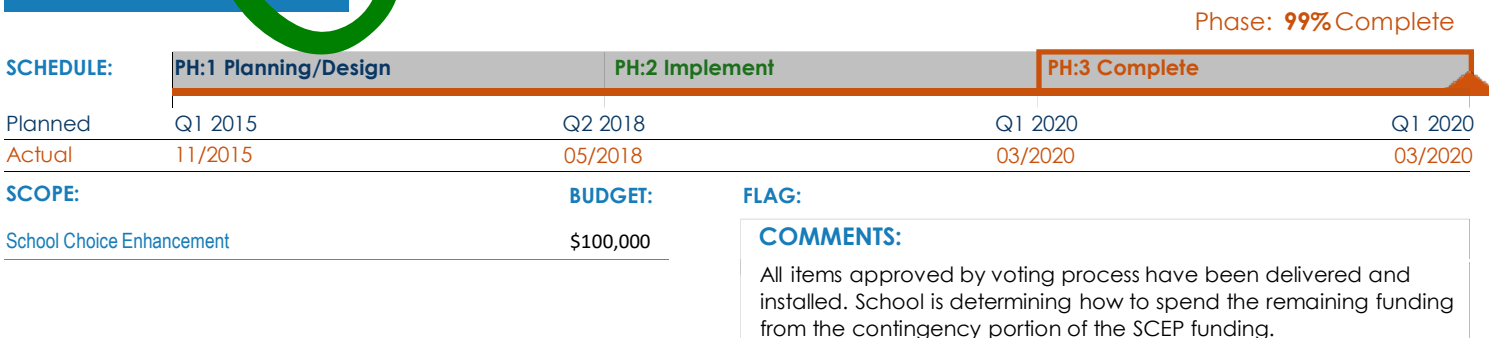 Phase: 99% Complete
SCHEDULE: PH:1 Planning/Design PH:2 Implement PH:3 Complete
Planned Q1 2015 Q2 2018 Q1 2020 Q1 2020
Actual 11/2015 05/2018 03/2020 03/2020
SCOPE: BUDGET: FLAG:
School Choice Enhancement $100,000
COMMENTS:
All items approved by voting process have been delivered and
installed. School is determining how to spend the remaining funding
from the contingency portion of the SCEP funding.